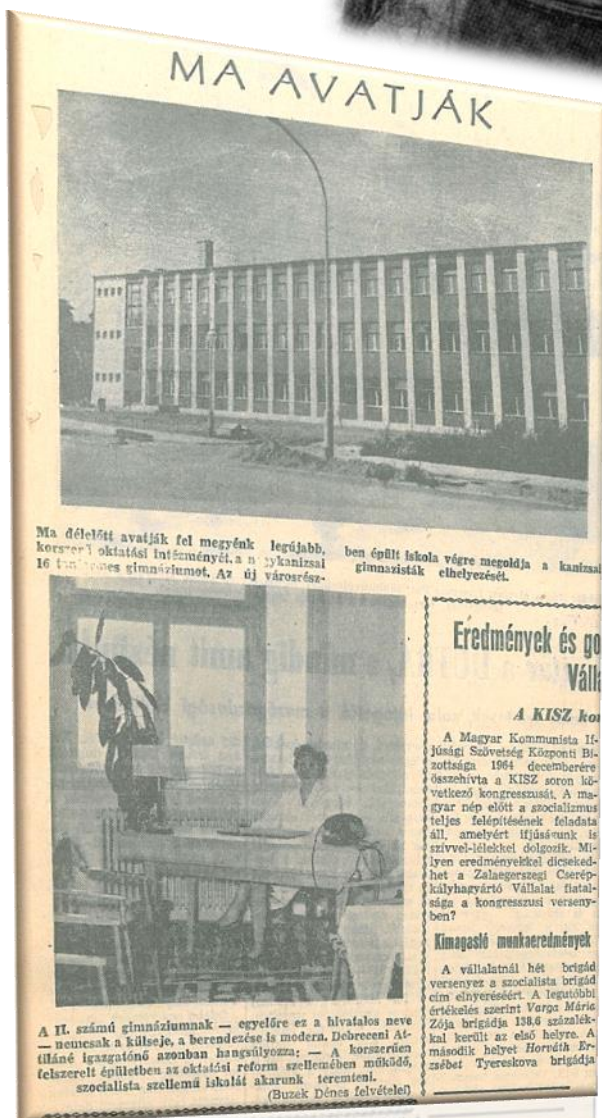 MA AVATJÁK
Ma délelőtt avatják fel megyénk legújabb,
korszerű oktatási intézményét, a nagykanizsai
16 tantermes gimnáziumot. Az új városrész-
ben épült iskola végre megoldja a kanizsai
gimnazisták elhelyezését.
A II. számú gimnáziumnak — egyelőre ez a hivatalos neve
— nemcsak a külseje, a berendezése is modern. Debreceni At-
tiláné igazgatónő azonban hangsúlyozza: — A korszerűen
felszerelt épületben az oktatási reform szellemében működő,
szocialista szellemű iskolát akarunk teremteni.
(Buzek Dénes felvételei)
Eredmények és go
Válla
A KISZ kon
A Magyar Kommunista If-
júsági Szövetség Központi Bi-
zottsága 1964 decemberére
összehívta a KISZ soron kö-
vetkező kongresszusát. A ma-
gyar nép előtt a szocializmus
teljes felépítésének feladata
áll, amelyért ifjúságunk is
szívvel-lélekkel dolgozik. Mi-
lyen eredményekkel dicseked-
het a Zalaegerszegi Cserép-
kályhagyártó Vállalat fiatal-
sága a kongresszusi verseny-
ben?
Kimagasló munkaeredmények
A vállalatnál hét brigád
versenyez a szocialista brigád
cím elnyeréséért. A legutóbbi
értékelés szerint Varga Mária
Zója brigádja 138,6 százalék-
kal került az első helyre. A
második helyet Horváth Er-
zsébet Tyereskova brigádja